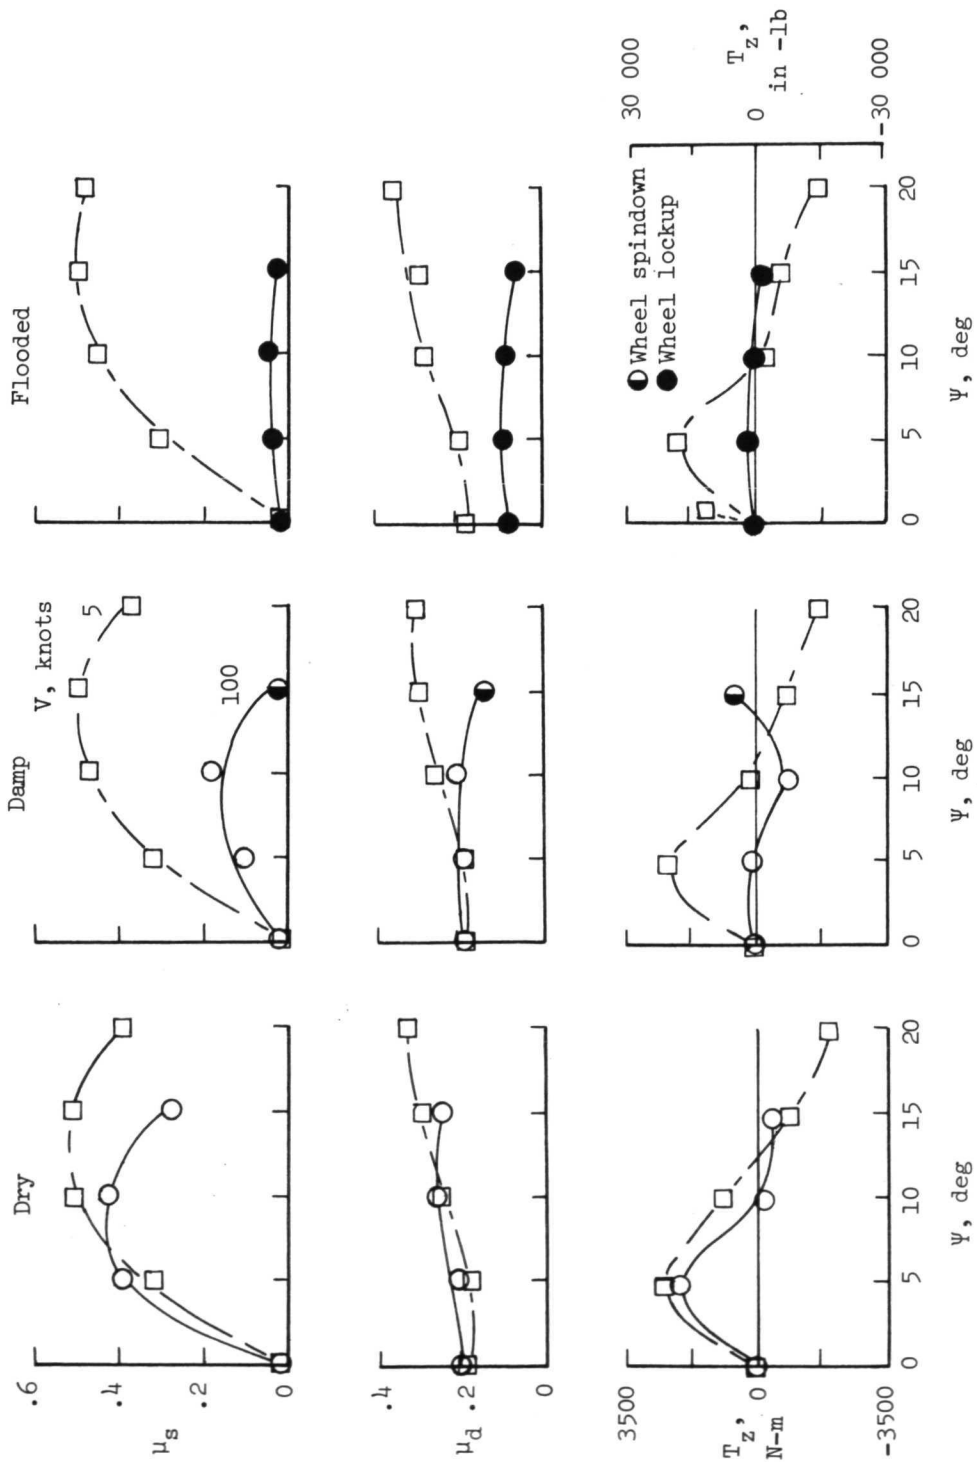 Dry
Damp
Flooded
V, knots
5
100
.6
.4
.2
0
μs
.4
.2
0
μd
Wheel spindown
Wheel lockup
3500
0
-3500
Tz,
N-m
30 000
0
-30 000
Tz,
in -lb
0
5
10
15
20
0
5
10
15
20
0
5
10
15
20
Ψ, deg
Ψ, deg
Ψ, deg